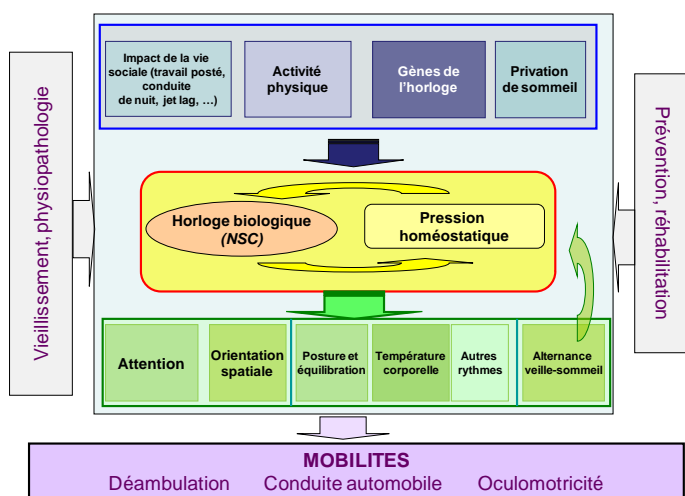 Impact de la vie
sociale (travail posté,
conduite
de nuit, jet lag, ...)
Activité
physique
Gènes de
l'horloge
Privation
de sommeil
Vieillissement, physiopathologie
Prévention, réhabilitation
Horloge biologique
(NSC)
Pression
homéostatique
Attention
Orientation
spatiale
Posture et
équilibration
Température
corporelle
Autres
rythmes
Alternance
veille-sommeil
MOBILITES
Déambulation Conduite automobile Oculomotricité